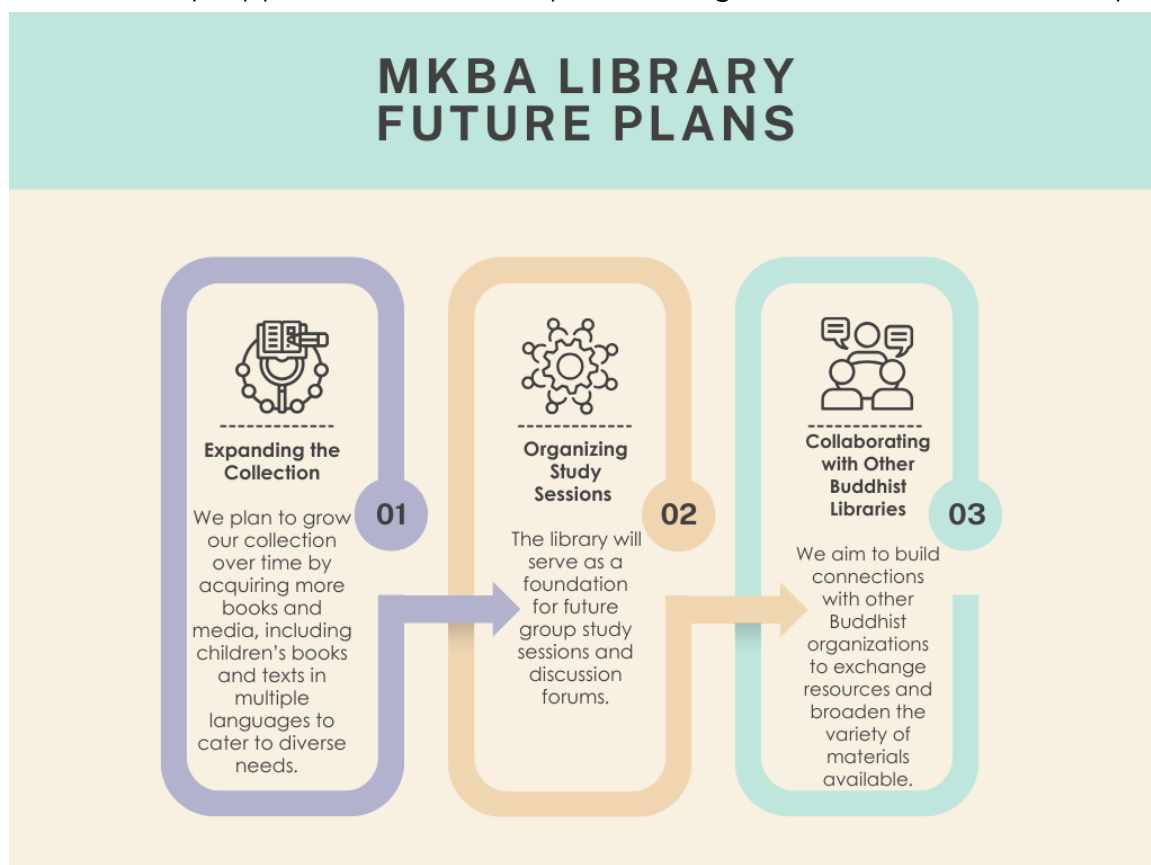 MKBA LIBRARY
FUTURE PLANS
Expanding the
Collection
We plan to grow
our collection
over time by
acquiring more
books and
media, including
children's books
and texts in
multiple
languages to
cater to diverse
needs.
01
Organizing
Study
Sessions
The library will
serve as a
foundation
for future
group study
sessions and
discussion
forums.
02
Collaborating
with Other
Buddhist
Libraries
We aim to build
connections
with other
Buddhist
organizations
to exchange
resources and
broaden the
variety of
materials
available.
03